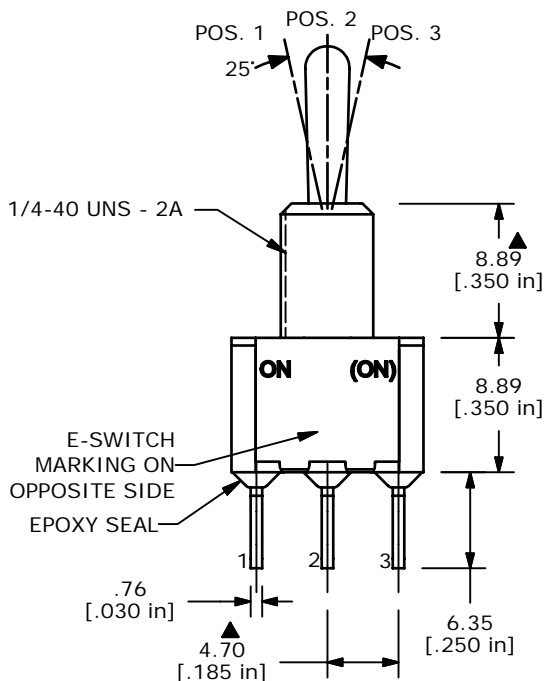 POS. 1
POS. 2
POS. 3
25°
1/4-40 UNS - 2A
8.89
[.350 in]
ON
(ON)
8.89
[.350 in]
E-SWITCH
MARKING ON
OPPOSITE SIDE
EPOXY SEAL
1
2
3
.76
[.030 in]
6.35
[.250 in]
4.70
[.185 in]